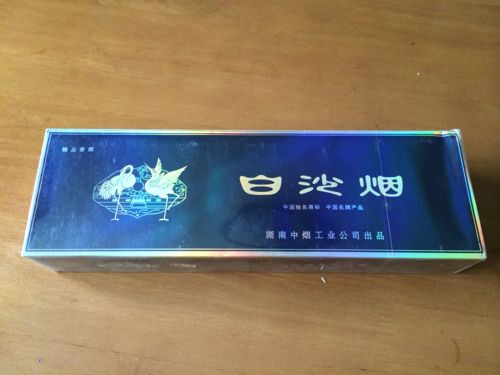 精品香烟
白沙烟
中国驰名商标 中国名牌产品
湖南中烟工业公司出品